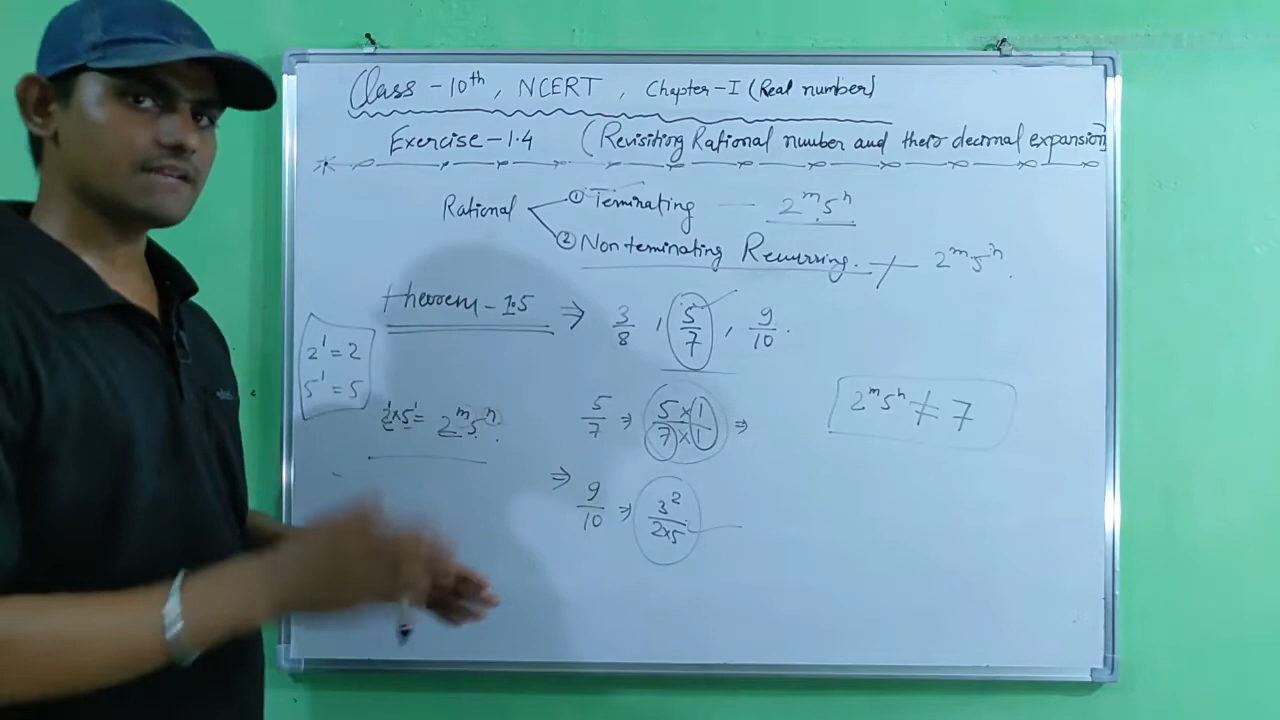 Class - 10th, NCERT, Chapter-I (Real number)
Exercise-1.4 (Revisiting Rational number and their decimal expansion)
Rational ① Teminating — 2^m 5^n
② Nonterminating Recurring. ≠ 2^m 5^n.
theorem-1.5 ⇒ 3/8, 5/7, 9/10.
2^1=2
5^1=5
2^1×5^1= 2^m 5^n.
5/7 ⇒ 5×1/7×1 ⇒
2^m 5^n ≠ 7
⇒ 9/10 ⇒ 3^2/2×5